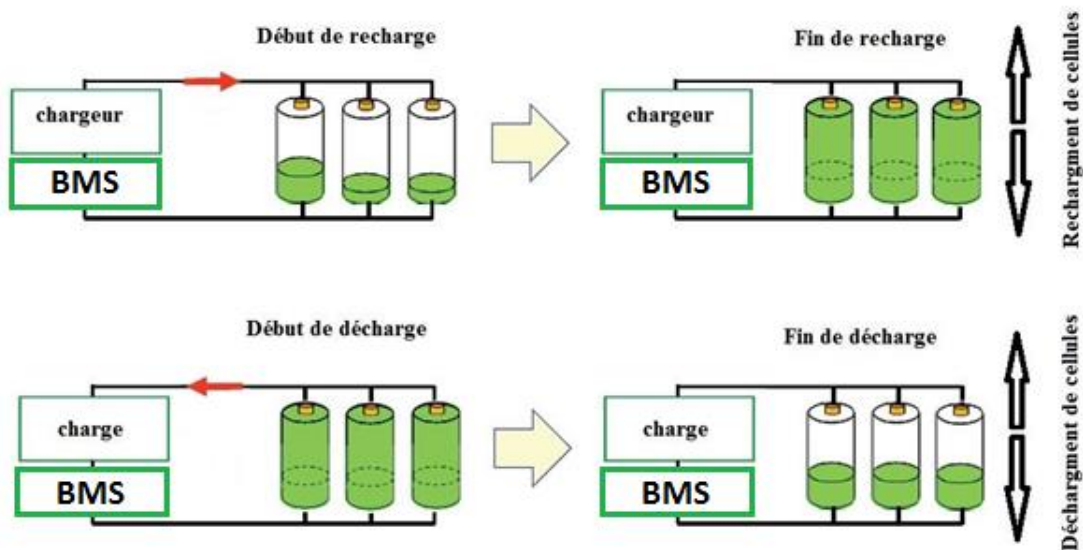 Début de recharge
Fin de recharge
chargeur
BMS
chargeur
BMS
Rechargment de cellules
Début de décharge
Fin de décharge
charge
BMS
charge
BMS
Déchargment de cellules